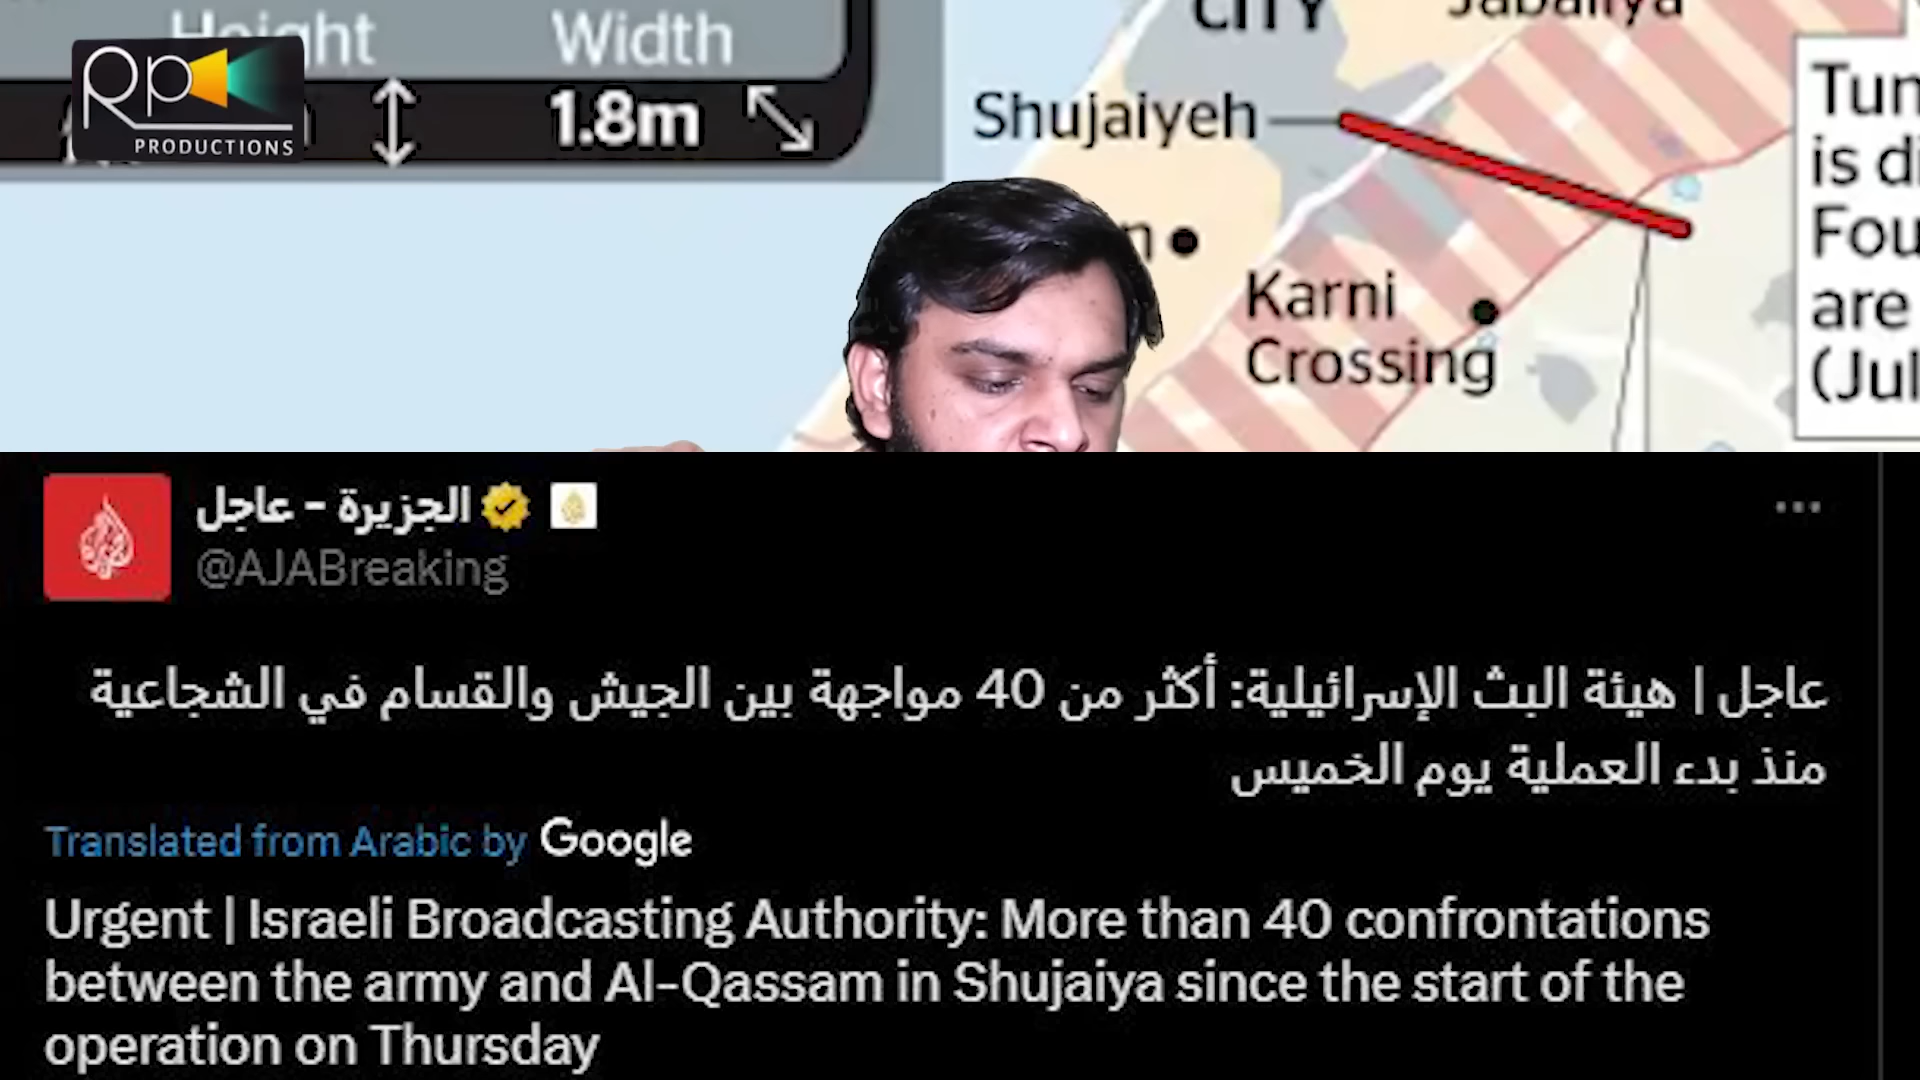 Height
Width
1.8m
Rp
PRODUCTIONS
CITY
Jabaliya
Shujaiyeh
Karni
Crossing
Tun
is di
Fou
are
(Jul
الجزيرة - عاجل
@AJABreaking
عاجل | هيئة البث الإسرائيلية: أكثر من 40 مواجهة بين الجيش والقسام في الشجاعية
منذ بدء العملية يوم الخميس
Translated from Arabic by Google
Urgent | Israeli Broadcasting Authority: More than 40 confrontations
between the army and Al-Qassam in Shujaiya since the start of the
operation on Thursday